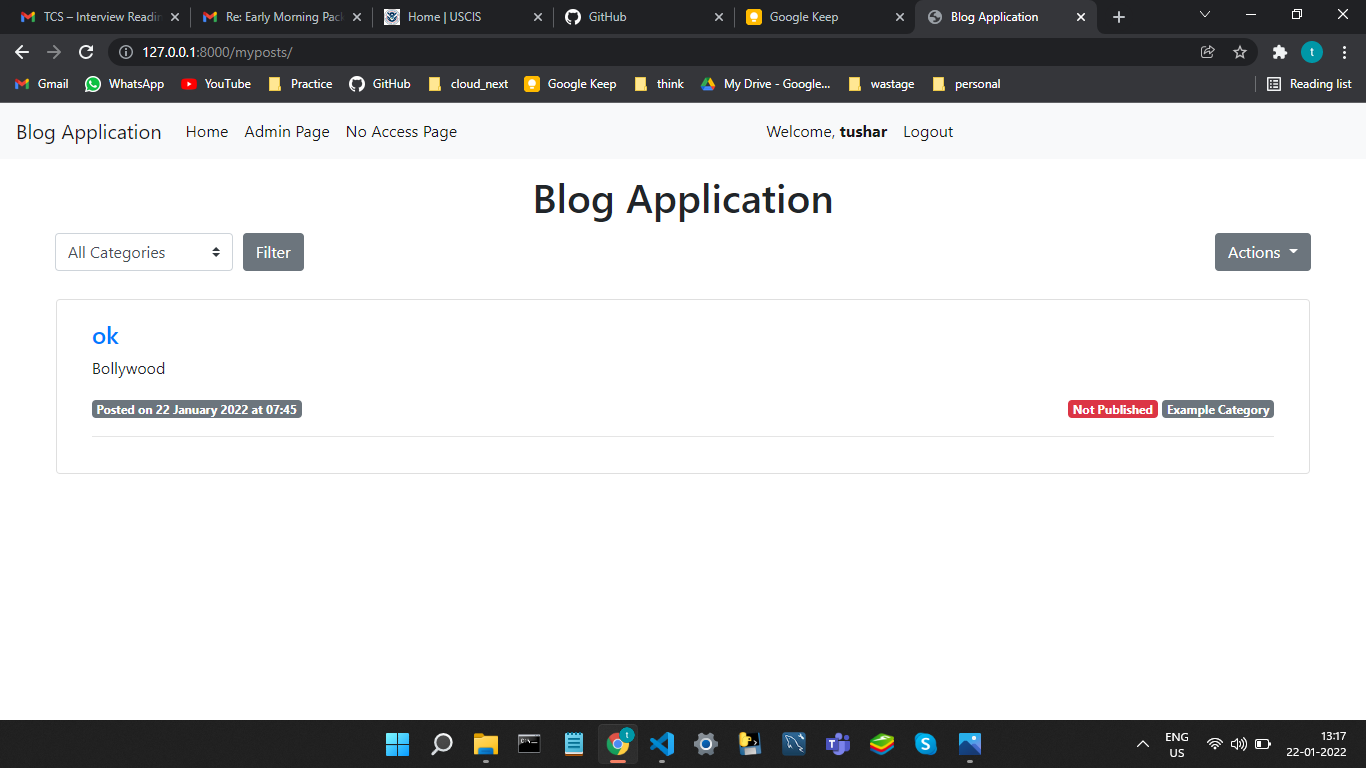 TCS – Interview Readin
Re: Early Morning Pack
Home | USCIS
GitHub
Google Keep
Blog Application
127.0.0.1:8000/myposts/
t
Gmail
WhatsApp
YouTube
Practice
GitHub
cloud_next
Google Keep
think
My Drive - Google...
wastage
personal
Reading list
Blog Application
Home
Admin Page
No Access Page
Welcome, tushar
Logout
Blog Application
All Categories
Filter
Actions
ok
Bollywood
Posted on 22 January 2022 at 07:45
Not Published
Example Category
t
ENG
US
13:17
22-01-2022